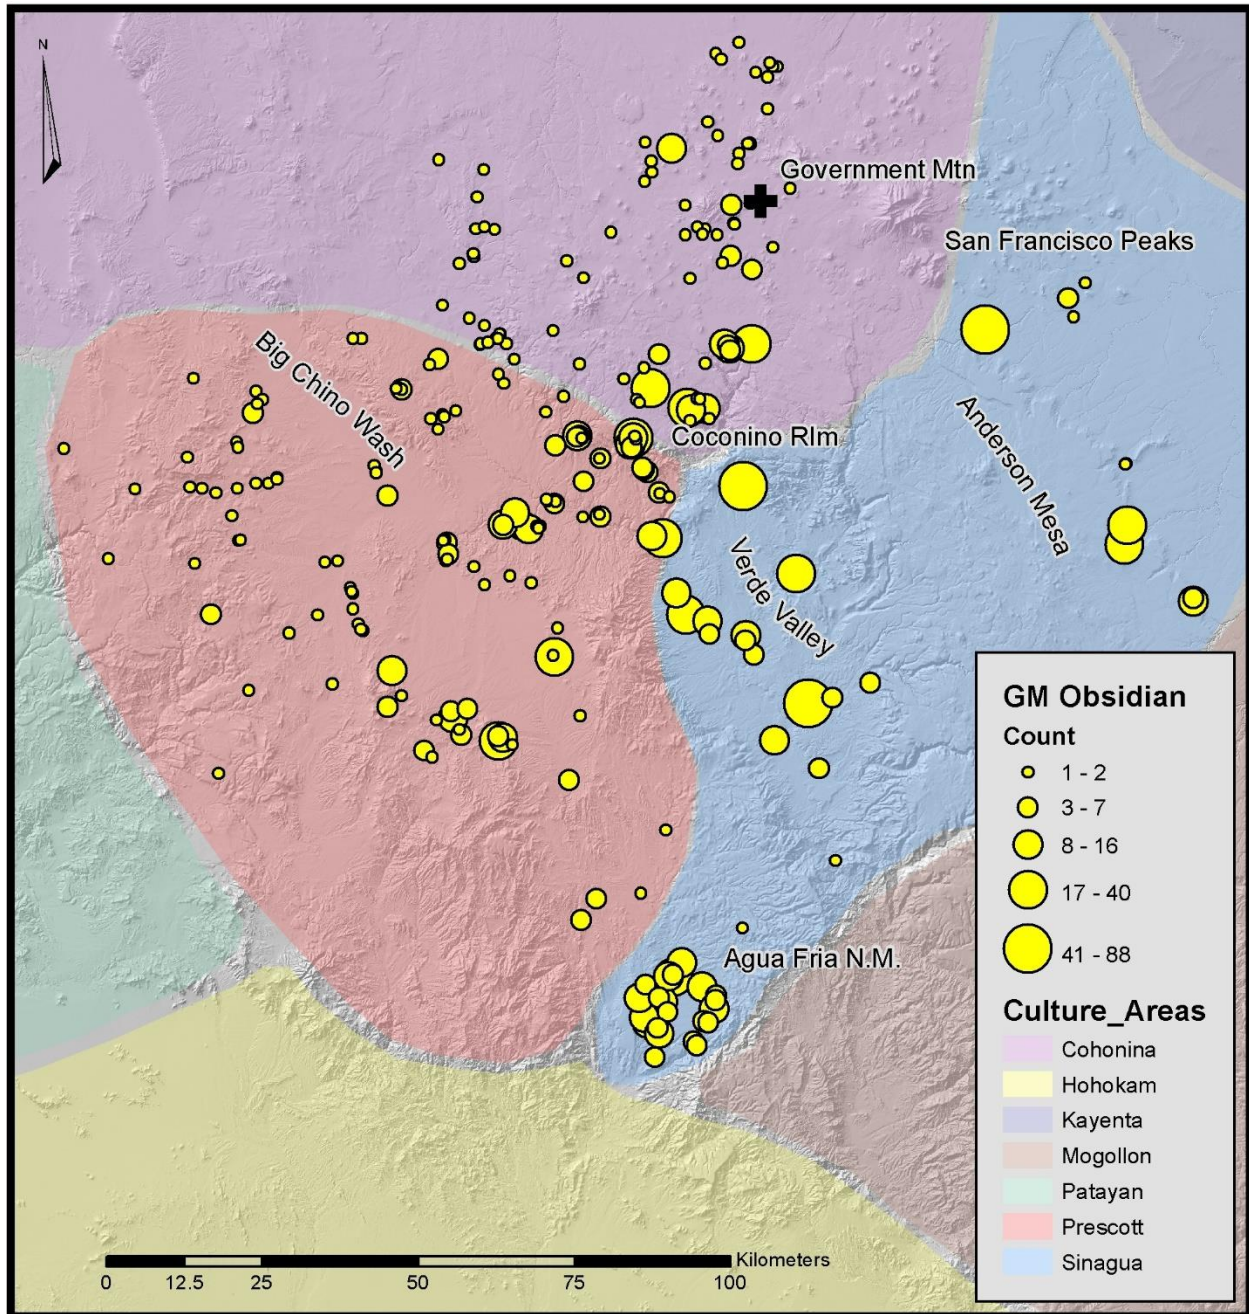 N
Government Mtn
San Francisco Peaks
Big Chino Wash
Anderson Mesa
Coconino RIm
Verde Valley
Agua Fria N.M.
GM Obsidian
Count
1 - 2
3 - 7
8 - 16
17 - 40
41 - 88
Culture_Areas
Cohonina
Hohokam
Kayenta
Mogollon
Patayan
Prescott
Sinagua
Kilometers
0 12.5 25 50 75 100